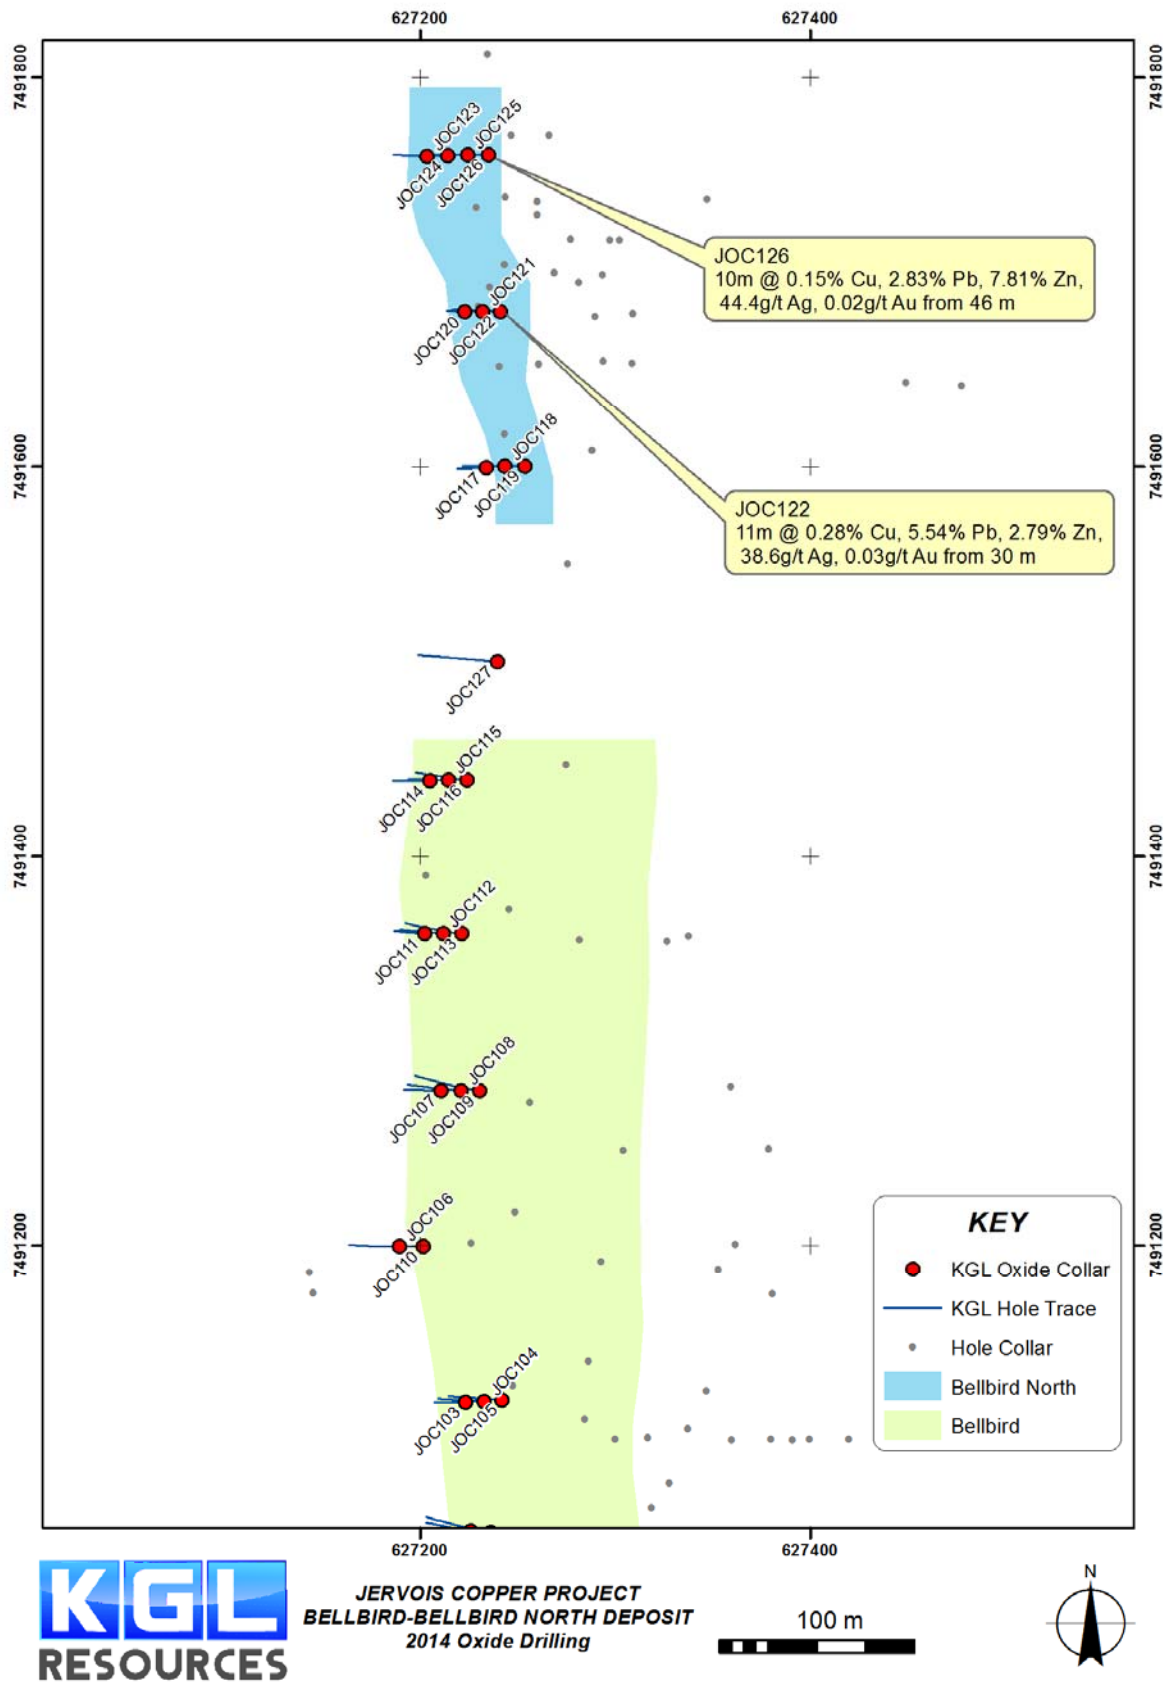 627200
627400
7491800
7491800
JOC123
JOC125
JOC124
JOC126
JOC126
10m @ 0.15% Cu, 2.83% Pb, 7.81% Zn,
44.4g/t Ag, 0.02g/t Au from 46 m
JOC121
JOC120
JOC122
JOC118
7491600
7491600
JOC117
JOC119
JOC122
11m @ 0.28% Cu, 5.54% Pb, 2.79% Zn,
38.6g/t Ag, 0.03g/t Au from 30 m
JOC127
JOC115
JOC114
JOC116
7491400
7491400
JOC112
JOC111
JOC113
JOC108
JOC107
JOC109
JOC106
7491200
7491200
JOC110
KEY
KGL Oxide Collar
KGL Hole Trace
Hole Collar
Bellbird North
Bellbird
JOC104
JOC103
JOC105
627200
627400
KGL
RESOURCES
JERVOIS COPPER PROJECT
BELLBIRD-BELLBIRD NORTH DEPOSIT
2014 Oxide Drilling
100 m
N